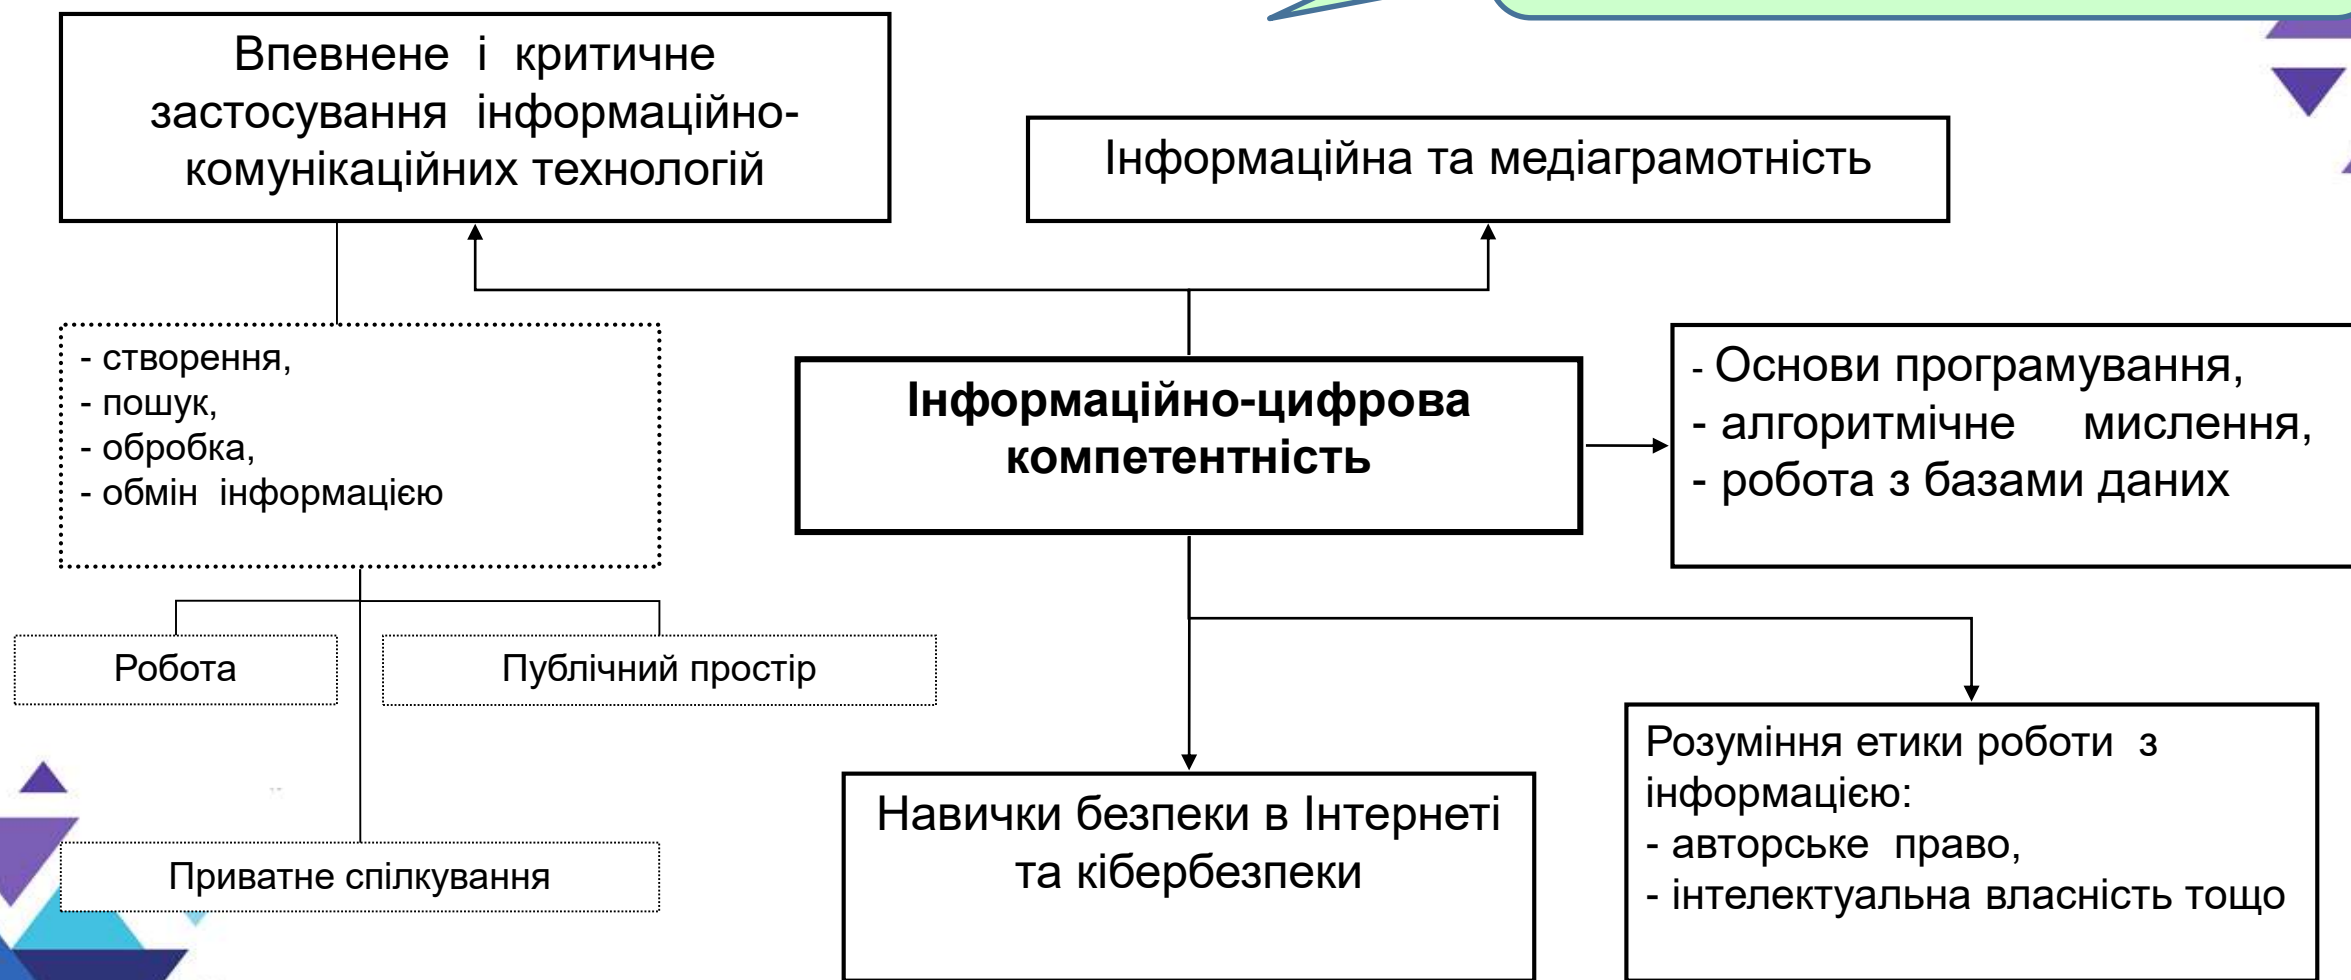 Впевнене і критичне
застосування інформаційно-
комунікаційних технологій
Інформаційна та медіаграмотність
- створення,
- пошук,
- обробка,
- обмін інформацією
Інформаційно-цифрова
компетентність
- Основи програмування,
- алгоритмічне мислення,
- робота з базами даних
Робота
Публічний простір
Приватне спілкування
Навички безпеки в Інтернеті
та кібербезпеки
Розуміння етики роботи з
інформацією:
- авторське право,
- інтелектуальна власність тощо